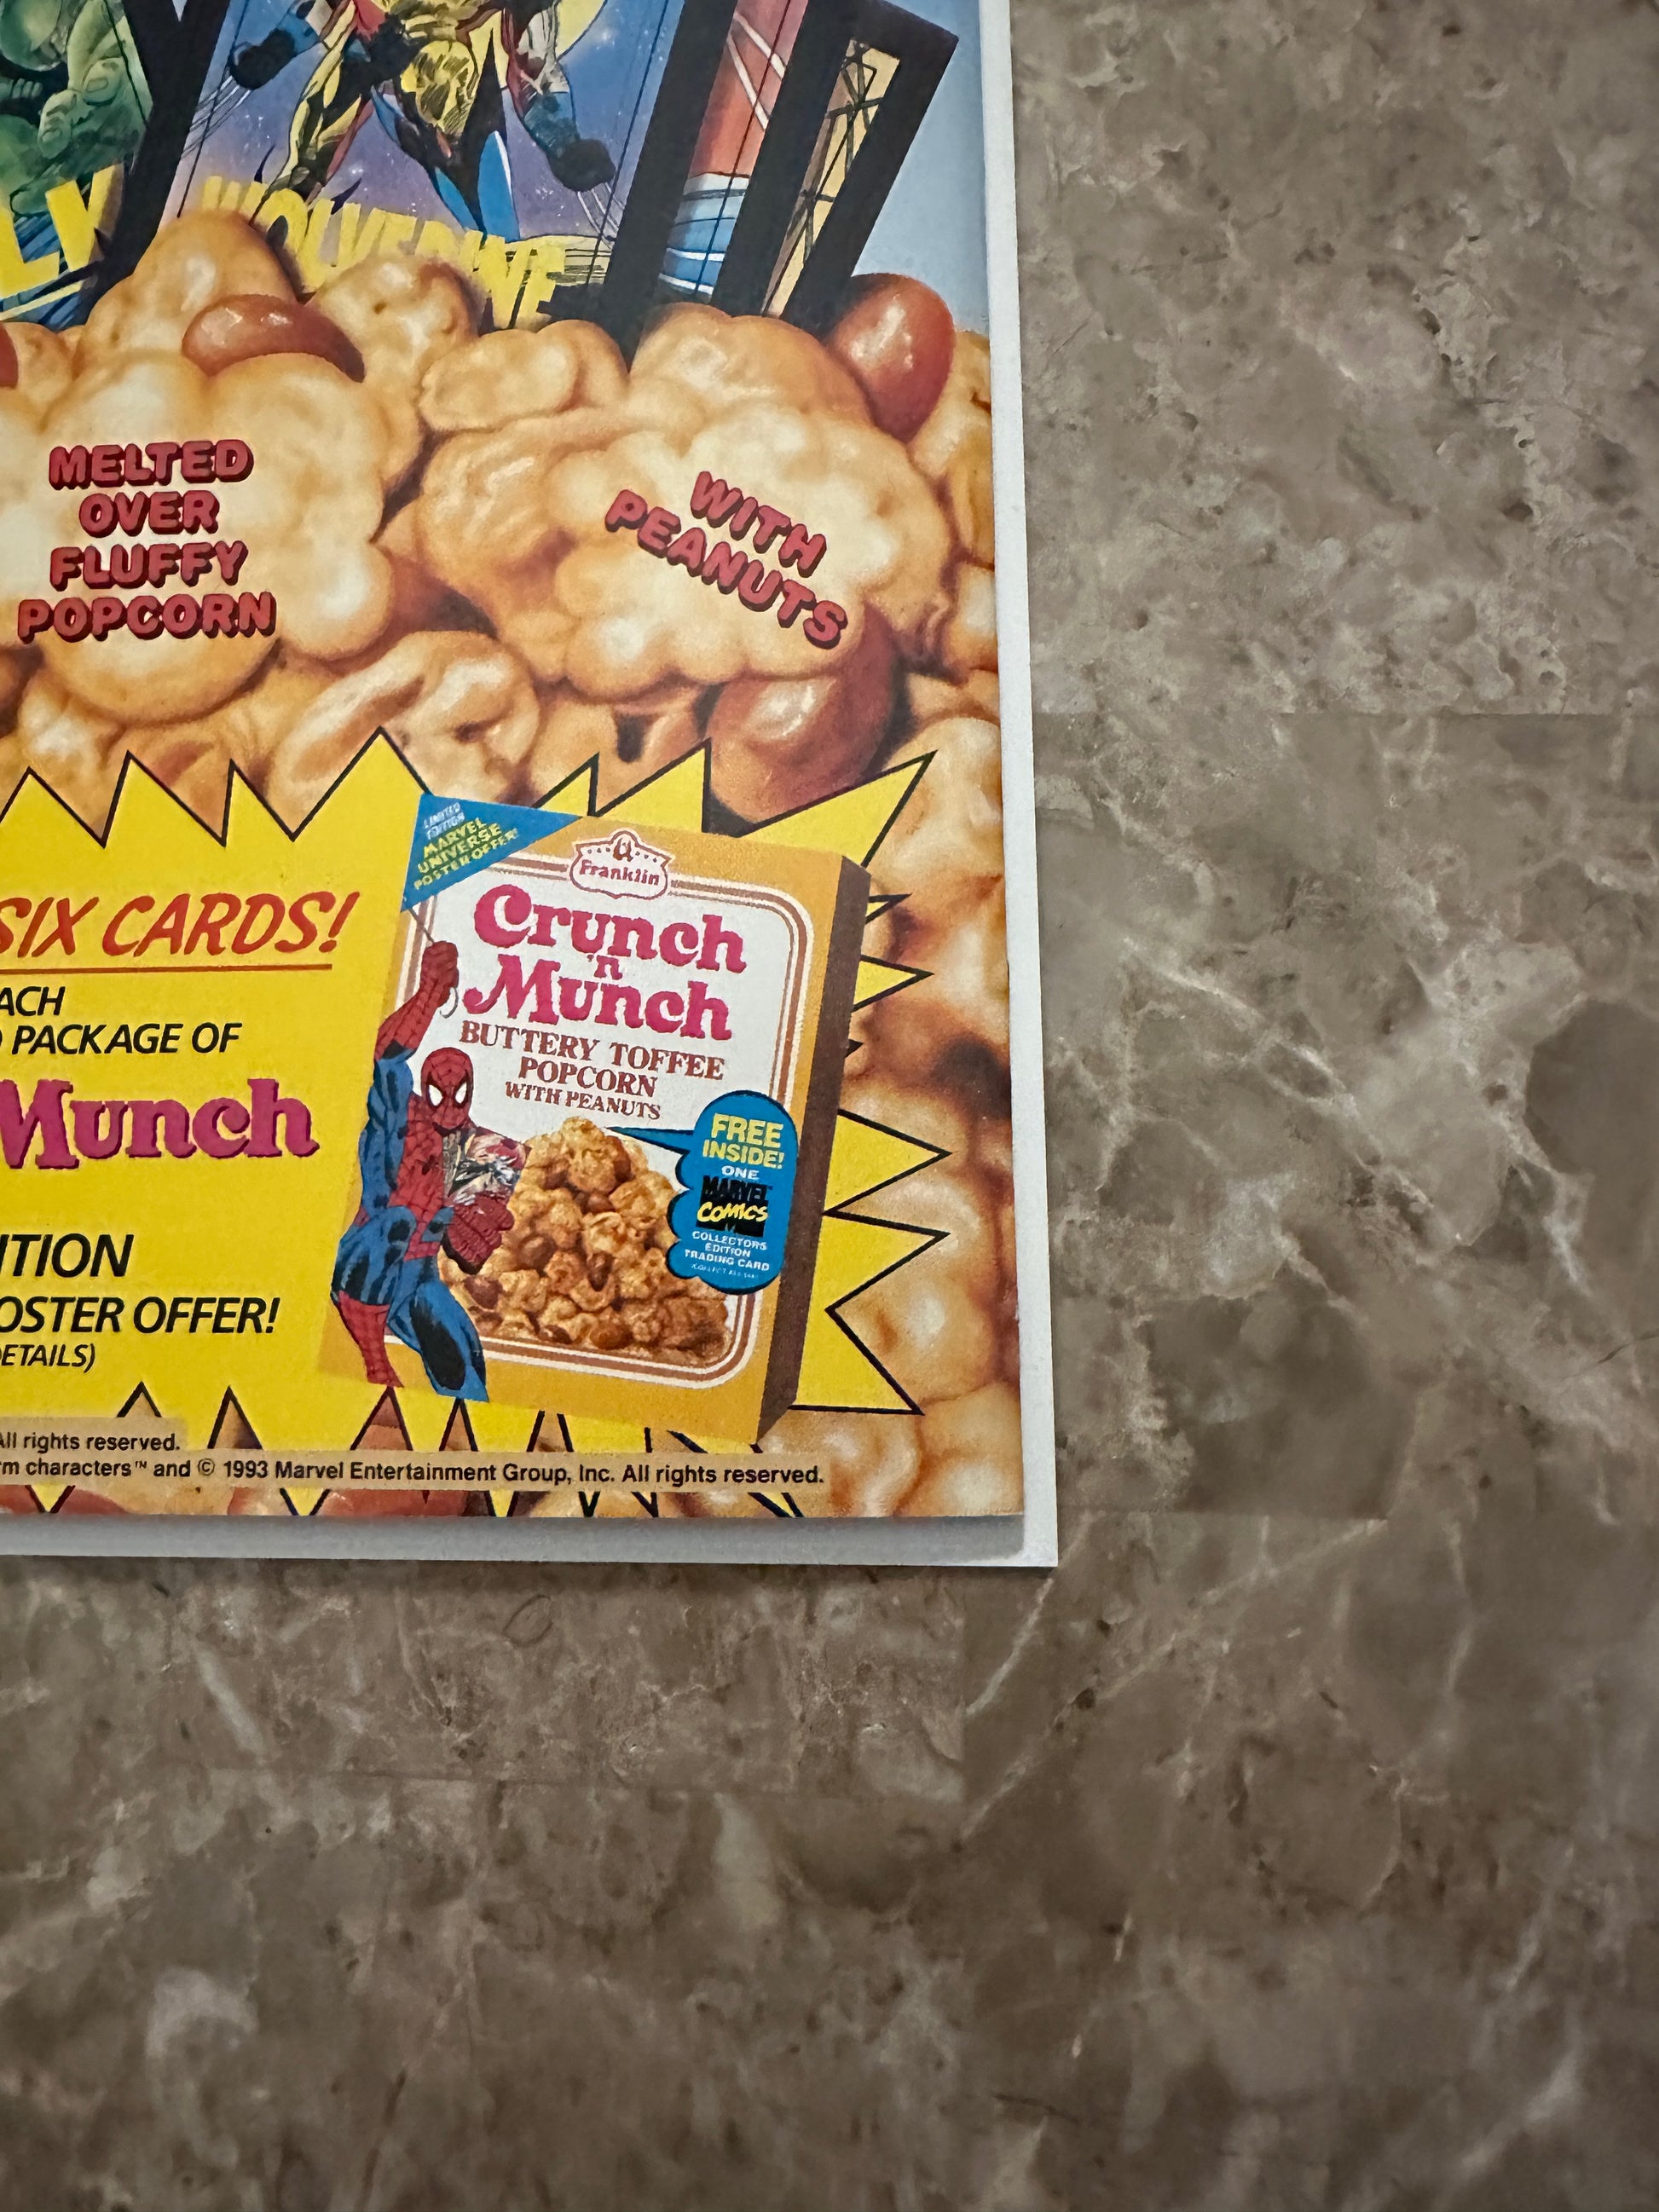 WOLVERINE
MELTED
OVER
FLUFFY
POPCORN
WITH
PEANUTS
SIX CARDS!
ACH
PACKAGE OF
Munch
ITION
OSTER OFFER!
ETAILS)
LIMITED
EDITION
MARVEL
UNIVERSE
POSTER OFFER!
Franklin
Crunch
'n
Munch
BUTTERY TOFFEE
POPCORN
WITH PEANUTS
FREE
INSIDE!
ONE
MARVEL
COMICS
COLLECTORS
EDITION
TRADING CARD
All rights reserved.
rm characters™ and © 1993 Marvel Entertainment Group, Inc. All rights reserved.